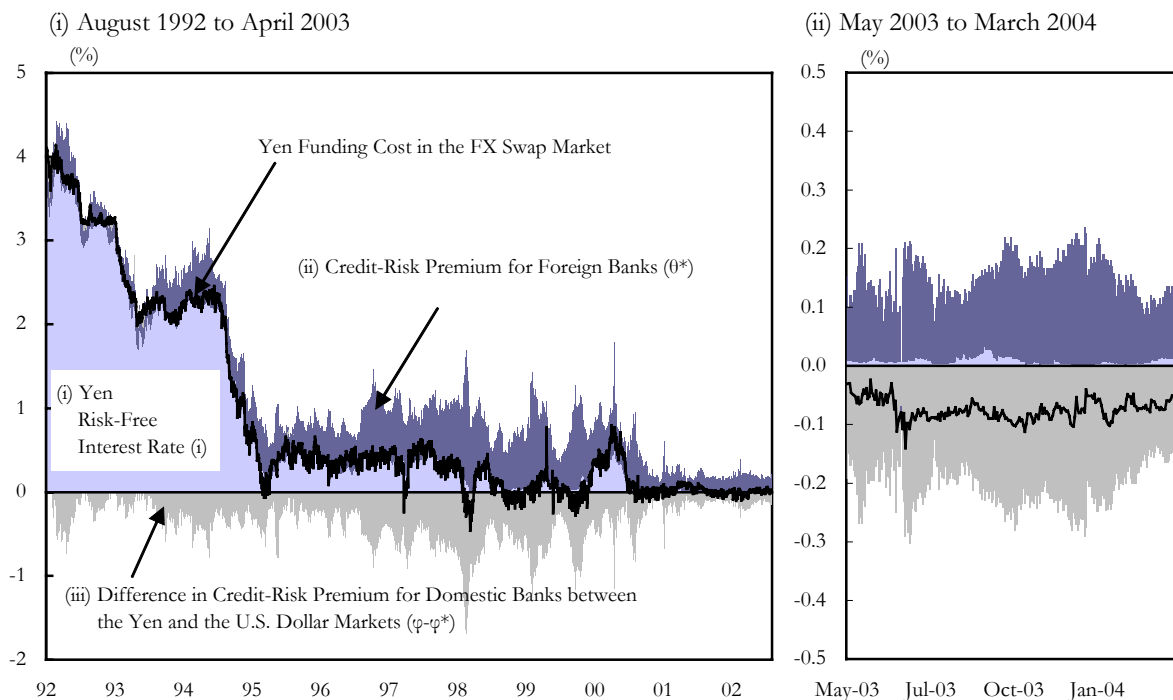 (i) August 1992 to April 2003
(%)
5
4
3
2
1
0
-1
-2
Yen Funding Cost in the FX Swap Market
(ii) Credit-Risk Premium for Foreign Banks (θ*)
(i) Yen
Risk-Free
Interest Rate (i)
(iii) Difference in Credit-Risk Premium for Domestic Banks between
the Yen and the U.S. Dollar Markets (φ-φ*)
92 93 94 95 96 97 98 99 00 01 02
(ii) May 2003 to March 2004
(%)
0.5
0.4
0.3
0.2
0.1
0.0
-0.1
-0.2
-0.3
-0.4
-0.5
May-03 Jul-03 Oct-03 Jan-04